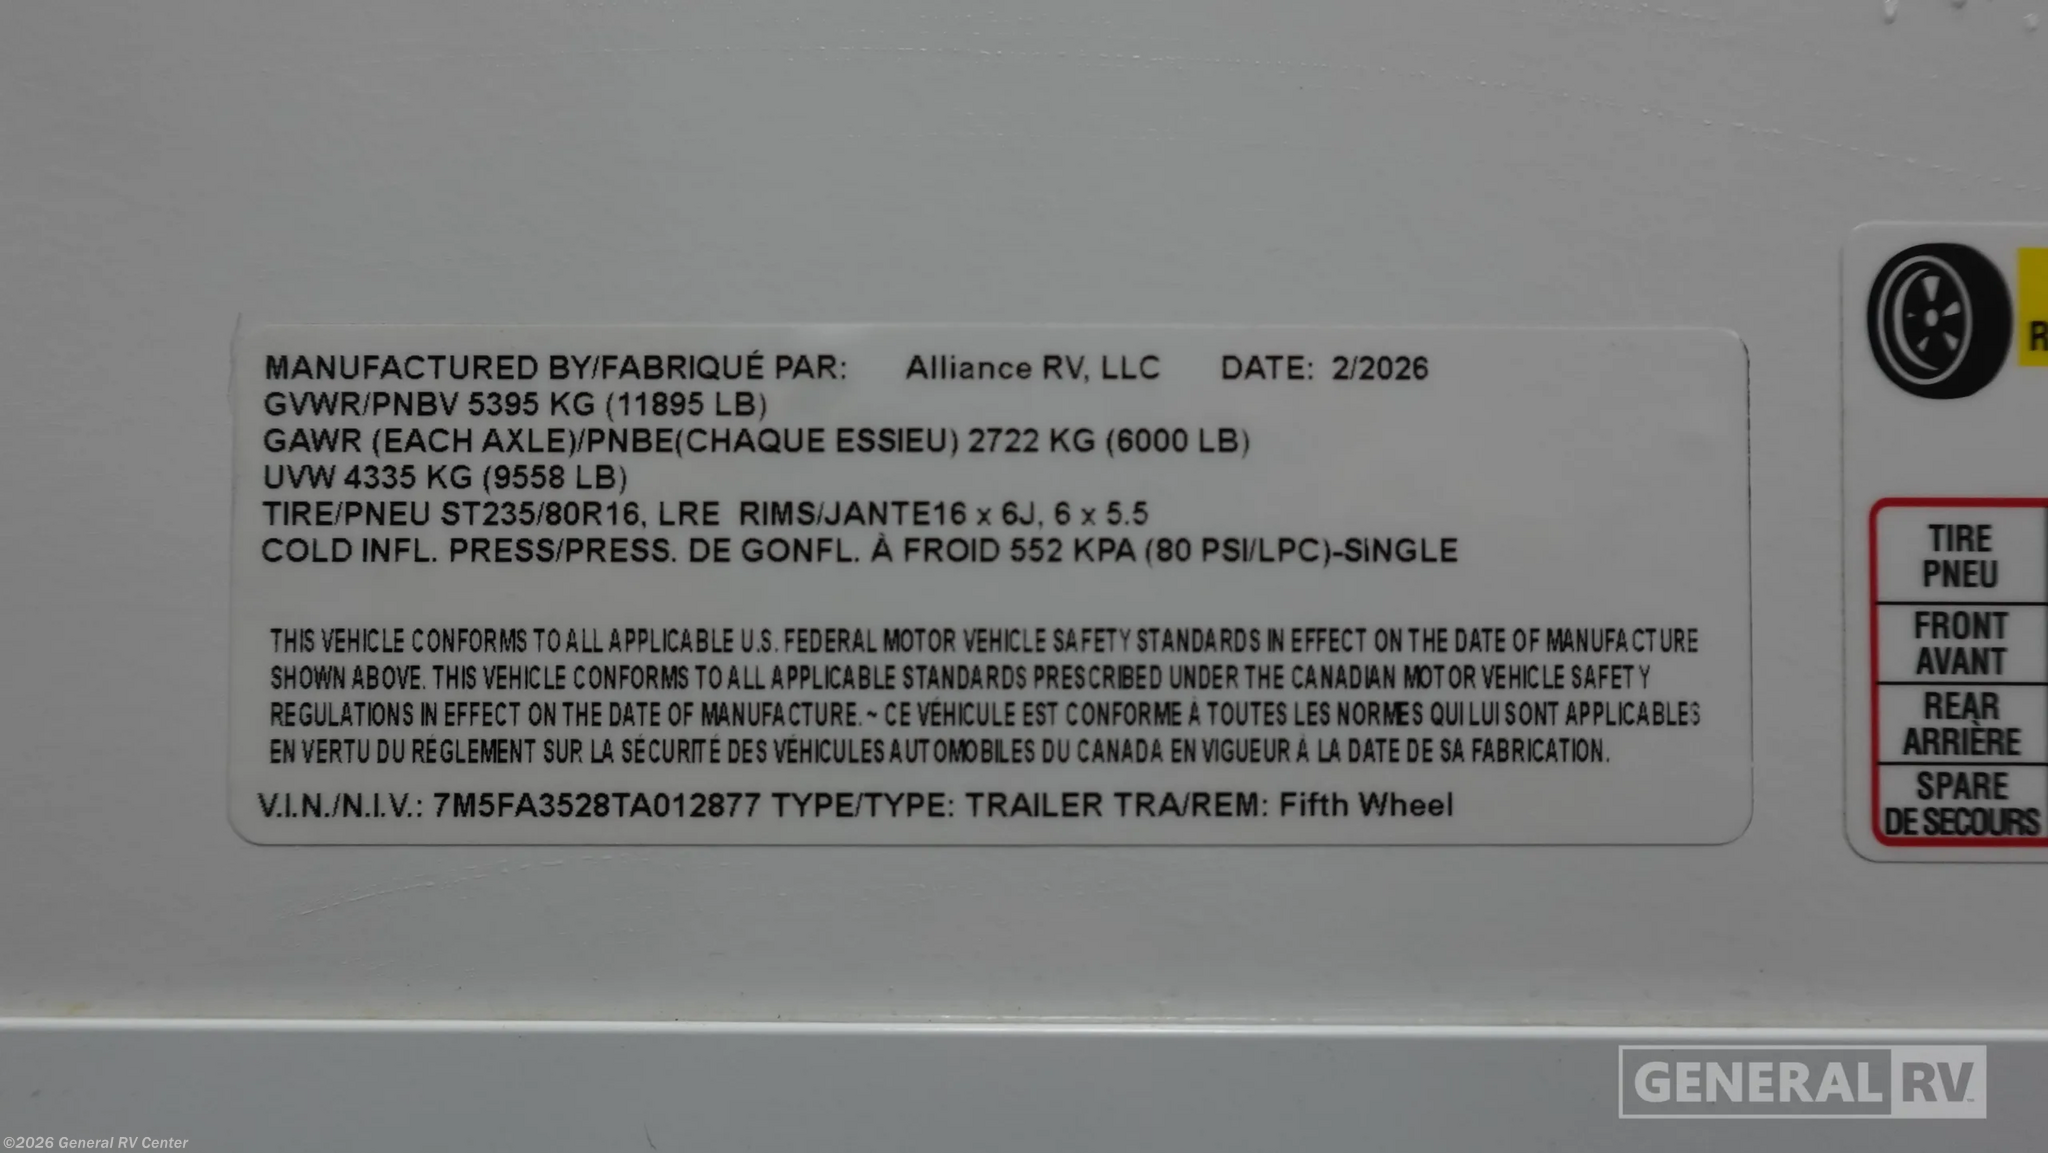 MANUFACTURED BY/FABRIQUÉ PAR: Alliance RV, LLC DATE: 2/2026
GVWR/PNBV 5395 KG (11895 LB)
GAWR (EACH AXLE)/PNBE(CHAQUE ESSIEU) 2722 KG (6000 LB)
UVW 4335 KG (9558 LB)
TIRE/PNEU ST235/80R16, LRE RIMS/JANTE16 x 6J, 6 x 5.5
COLD INFL. PRESS/PRESS. DE GONFL. À FROID 552 KPA (80 PSI/LPC)-SINGLE
THIS VEHICLE CONFORMS TO ALL APPLICABLE U.S. FEDERAL MOTOR VEHICLE SAFETY STANDARDS IN EFFECT ON THE DATE OF MANUFACTURE
SHOWN ABOVE. THIS VEHICLE CONFORMS TO ALL APPLICABLE STANDARDS PRESCRIBED UNDER THE CANADIAN MOTOR VEHICLE SAFETY
REGULATIONS IN EFFECT ON THE DATE OF MANUFACTURE. ~ CE VÉHICULE EST CONFORME À TOUTES LES NORMES QUI LUI SONT APPLICABLES
EN VERTU DU RÉGLEMENT SUR LA SÉCURITÉ DES VÉHICULES AUTOMOBILES DU CANADA EN VIGUEUR À LA DATE DE SA FABRICATION.
V.I.N./N.I.V.: 7M5FA3528TA012877 TYPE/TYPE: TRAILER TRA/REM: Fifth Wheel
TIRE
PNEU
FRONT
AVANT
REAR
ARRIÈRE
SPARE
DE SECOURS
GENERAL RV
©2026 General RV Center